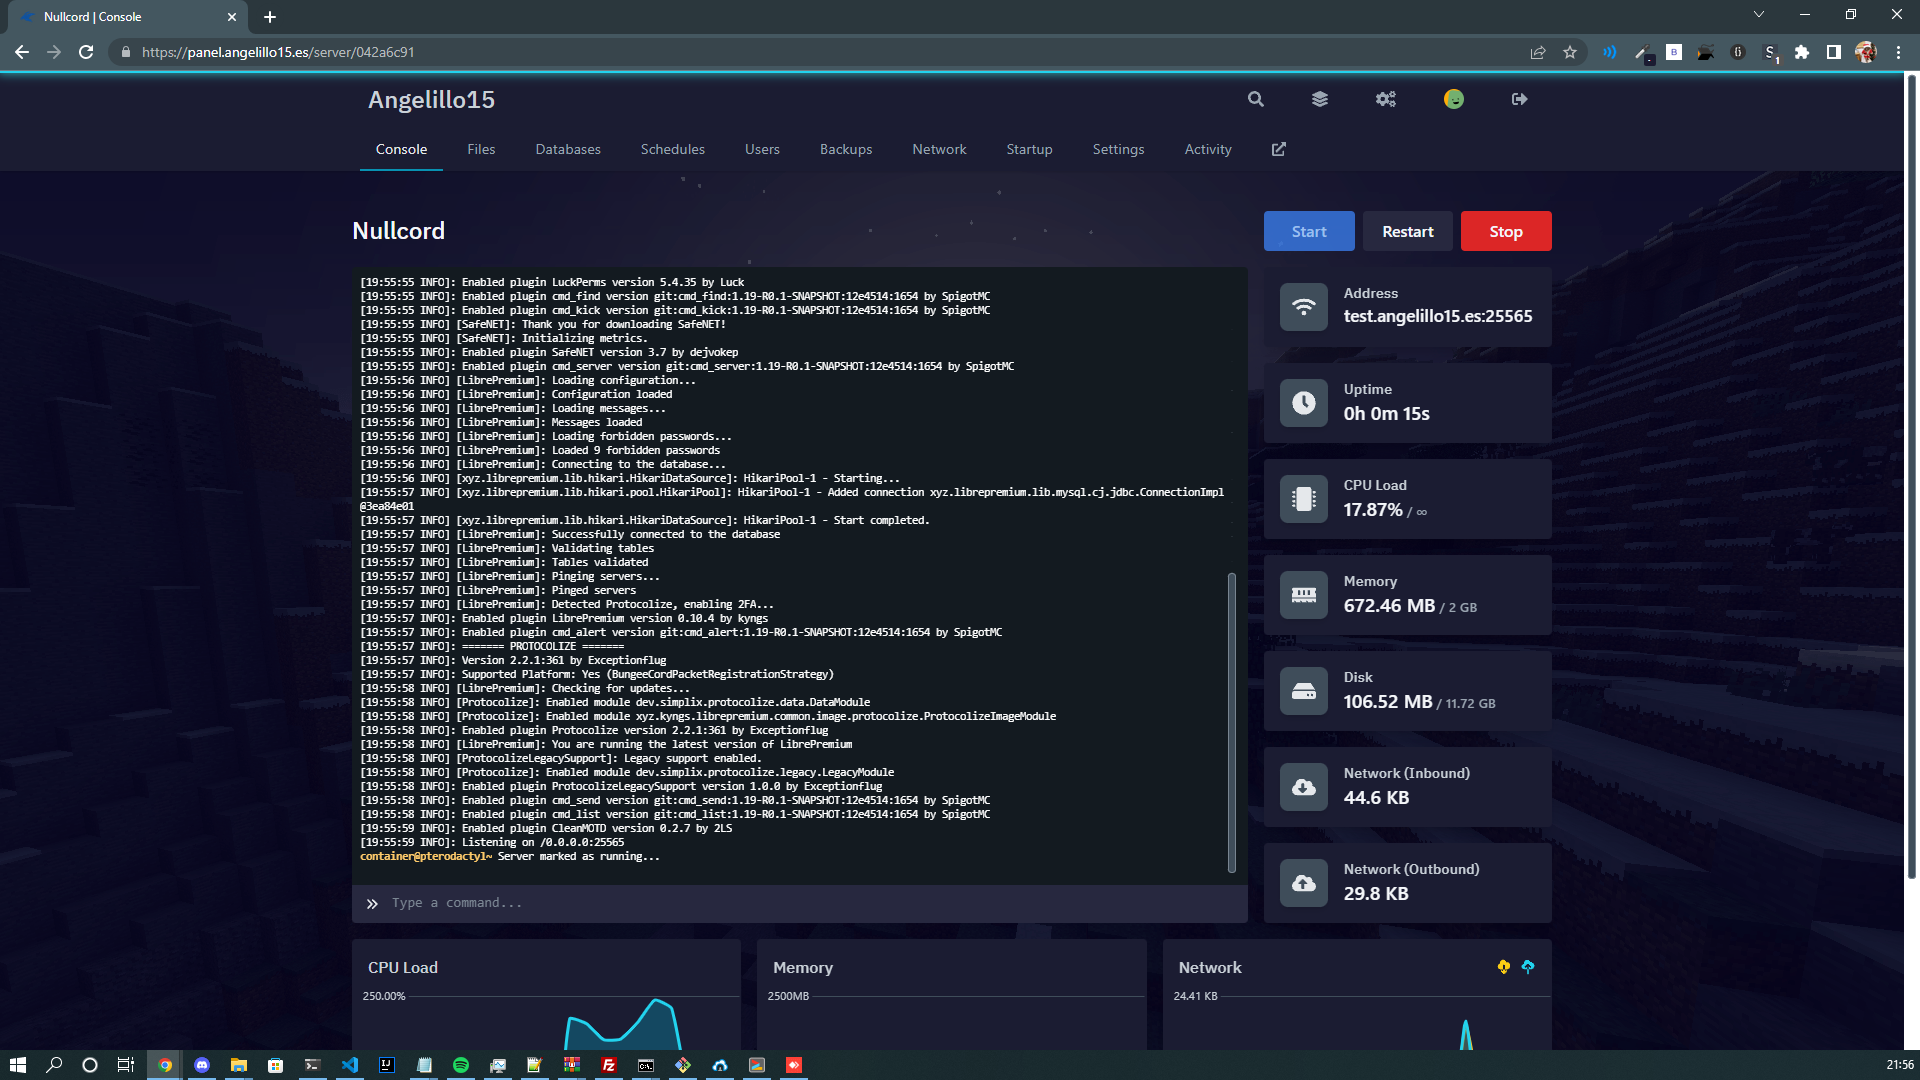 Nullcord | Console
https://panel.angelillo15.es/server/042a6c91
Angelillo15
Console Files Databases Schedules Users Backups Network Startup Settings Activity
Nullcord
Start Restart Stop
[19:55:55 INFO]: Enabled plugin LuckPerms version 5.4.35 by Luck
[19:55:55 INFO]: Enabled plugin cmd_find version git:cmd_find:1.19-R0.1-SNAPSHOT:12e4514:1654 by SpigotMC
[19:55:55 INFO]: Enabled plugin cmd_kick version git:cmd_kick:1.19-R0.1-SNAPSHOT:12e4514:1654 by SpigotMC
[19:55:55 INFO] [SafeNET]: Thank you for downloading SafeNET!
[19:55:55 INFO] [SafeNET]: Initializing metrics.
[19:55:55 INFO]: Enabled plugin SafeNET version 3.7 by dejvokep
[19:55:55 INFO]: Enabled plugin cmd_server version git:cmd_server:1.19-R0.1-SNAPSHOT:12e4514:1654 by SpigotMC
[19:55:56 INFO] [LibrePremium]: Loading configuration...
[19:55:56 INFO] [LibrePremium]: Configuration loaded
[19:55:56 INFO] [LibrePremium]: Loading messages...
[19:55:56 INFO] [LibrePremium]: Messages loaded
[19:55:56 INFO] [LibrePremium]: Loading forbidden passwords...
[19:55:56 INFO] [LibrePremium]: Loaded 9 forbidden passwords
[19:55:56 INFO] [LibrePremium]: Connecting to the database...
[19:55:56 INFO] [xyz.librepremium.lib.hikari.HikariDataSource]: HikariPool-1 - Starting...
[19:55:57 INFO] [xyz.librepremium.lib.hikari.pool.HikariPool]: HikariPool-1 - Added connection xyz.librepremium.lib.mysql.cj.jdbc.ConnectionImpl
@3ea84e01
[19:55:57 INFO] [xyz.librepremium.lib.hikari.HikariDataSource]: HikariPool-1 - Start completed.
[19:55:57 INFO] [LibrePremium]: Successfully connected to the database
[19:55:57 INFO] [LibrePremium]: Validating tables
[19:55:57 INFO] [LibrePremium]: Tables validated
[19:55:57 INFO] [LibrePremium]: Pinging servers...
[19:55:57 INFO] [LibrePremium]: Pinged servers
[19:55:57 INFO] [LibrePremium]: Detected Protocolize, enabling 2FA...
[19:55:57 INFO]: Enabled plugin LibrePremium version 0.10.4 by kyngs
[19:55:57 INFO]: Enabled plugin cmd_alert version git:cmd_alert:1.19-R0.1-SNAPSHOT:12e4514:1654 by SpigotMC
[19:55:57 INFO]: ======= PROTOCOLIZE =======
[19:55:57 INFO]: Version 2.2.1:361 by Exceptionflug
[19:55:57 INFO]: Supported Platform: Yes (BungeeCordPacketRegistrationStrategy)
[19:55:58 INFO] [LibrePremium]: Checking for updates...
[19:55:58 INFO] [Protocolize]: Enabled module dev.simplix.protocolize.data.DataModule
[19:55:58 INFO] [Protocolize]: Enabled module xyz.kyngs.librepremium.common.image.protocolize.ProtocolizeImageModule
[19:55:58 INFO]: Enabled plugin Protocolize version 2.2.1:361 by Exceptionflug
[19:55:58 INFO] [LibrePremium]: You are running the latest version of LibrePremium
[19:55:58 INFO] [ProtocolizeLegacySupport]: Legacy support enabled.
[19:55:58 INFO] [Protocolize]: Enabled module dev.simplix.protocolize.legacy.LegacyModule
[19:55:58 INFO]: Enabled plugin ProtocolizeLegacySupport version 1.0.0 by Exceptionflug
[19:55:58 INFO]: Enabled plugin cmd_send version git:cmd_send:1.19-R0.1-SNAPSHOT:12e4514:1654 by SpigotMC
[19:55:58 INFO]: Enabled plugin cmd_list version git:cmd_list:1.19-R0.1-SNAPSHOT:12e4514:1654 by SpigotMC
[19:55:59 INFO]: Enabled plugin CleanMOTD version 0.2.7 by 2LS
[19:55:59 INFO]: Listening on /0.0.0.0:25565
container@pterodactyl~ Server marked as running...
» Type a command...
Address
test.angelillo15.es:25565
Uptime
0h 0m 15s
CPU Load
17.87% / ∞
Memory
672.46 MB / 2 GB
Disk
106.52 MB / 11.72 GB
Network (Inbound)
44.6 KB
Network (Outbound)
29.8 KB
CPU Load
250.00%
Memory
2500MB
Network
24.41 KB
21:56